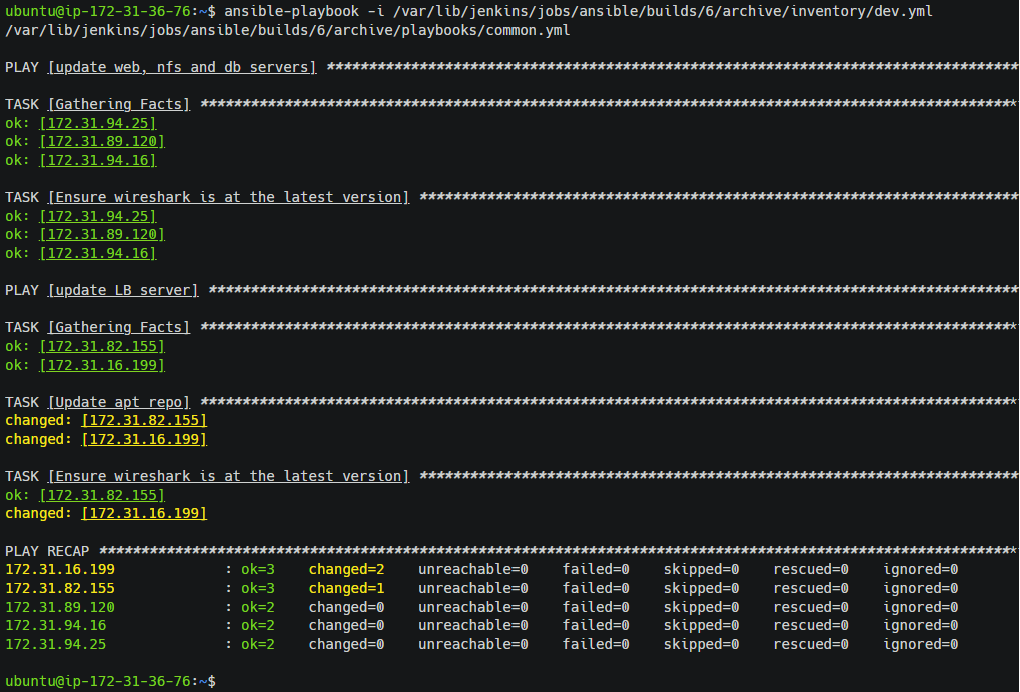 ubuntu@ip-172-31-36-76:~$ ansible-playbook -i /var/lib/jenkins/jobs/ansible/builds/6/archive/inventory/dev.yml
/var/lib/jenkins/jobs/ansible/builds/6/archive/playbooks/common.yml
PLAY [update web, nfs and db servers] **********************************************************************************
TASK [Gathering Facts] *************************************************************************************************
ok: [172.31.94.25]
ok: [172.31.89.120]
ok: [172.31.94.16]
TASK [Ensure wireshark is at the latest version] ***********************************************************************
ok: [172.31.94.25]
ok: [172.31.89.120]
ok: [172.31.94.16]
PLAY [update LB server] ************************************************************************************************
TASK [Gathering Facts] *************************************************************************************************
ok: [172.31.82.155]
ok: [172.31.16.199]
TASK [Update apt repo] *************************************************************************************************
changed: [172.31.82.155]
changed: [172.31.16.199]
TASK [Ensure wireshark is at the latest version] ***********************************************************************
ok: [172.31.82.155]
changed: [172.31.16.199]
PLAY RECAP *************************************************************************************************************
172.31.16.199 : ok=3 changed=2 unreachable=0 failed=0 skipped=0 rescued=0 ignored=0
172.31.82.155 : ok=3 changed=1 unreachable=0 failed=0 skipped=0 rescued=0 ignored=0
172.31.89.120 : ok=2 changed=0 unreachable=0 failed=0 skipped=0 rescued=0 ignored=0
172.31.94.16 : ok=2 changed=0 unreachable=0 failed=0 skipped=0 rescued=0 ignored=0
172.31.94.25 : ok=2 changed=0 unreachable=0 failed=0 skipped=0 rescued=0 ignored=0
ubuntu@ip-172-31-36-76:~$